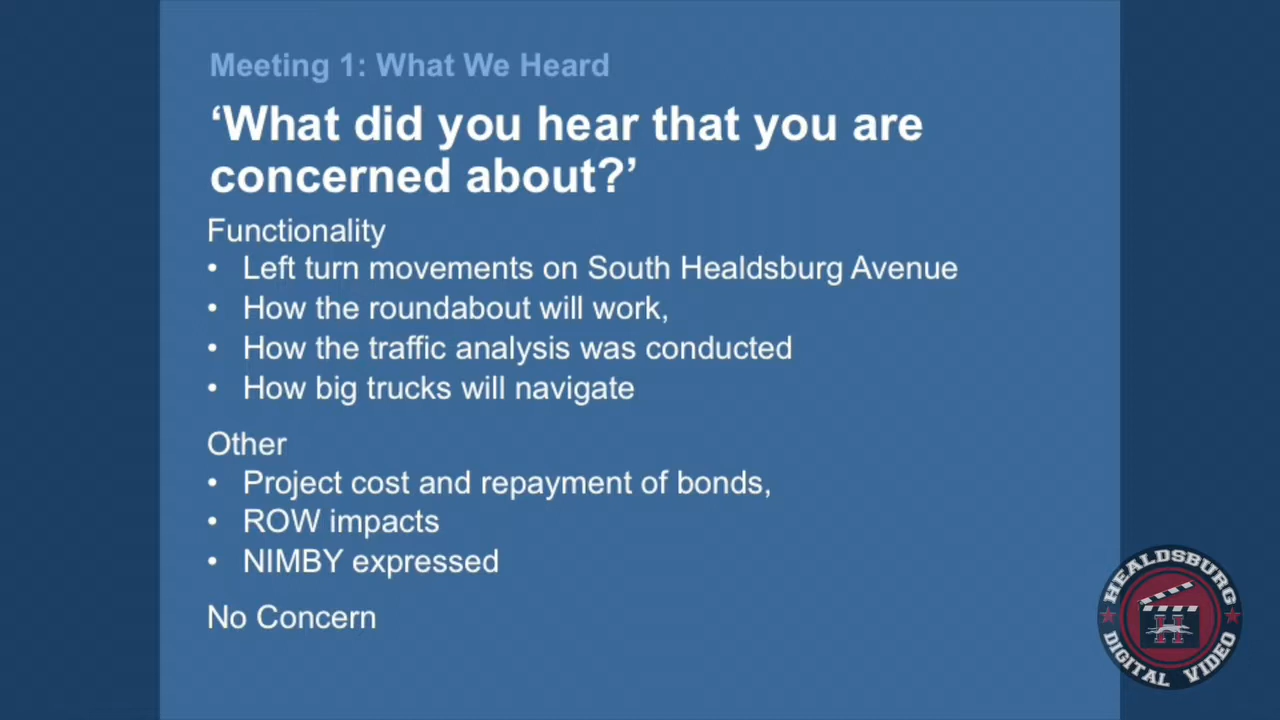 Meeting 1: What We Heard
‘What did you hear that you are
concerned about?’
Functionality
• Left turn movements on South Healdsburg Avenue
• How the roundabout will work,
• How the traffic analysis was conducted
• How big trucks will navigate
Other
• Project cost and repayment of bonds,
• ROW impacts
• NIMBY expressed
No Concern
HEALDSBURG
H
DIGITAL VIDEO